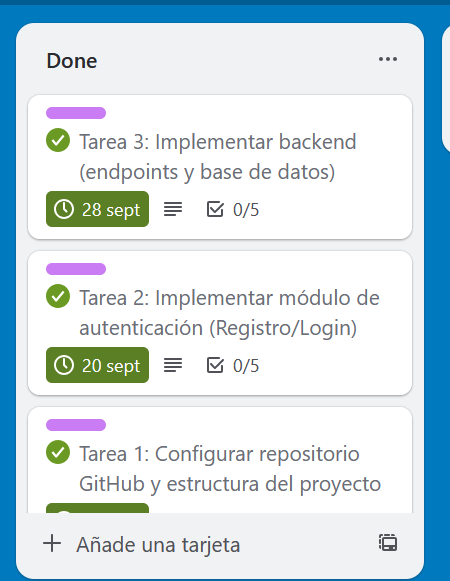 Done
Tarea 3: Implementar backend
(endpoints y base de datos)
28 sept
0/5
Tarea 2: Implementar módulo de
autenticación (Registro/Login)
20 sept
0/5
Tarea 1: Configurar repositorio
GitHub y estructura del proyecto
Añade una tarjeta